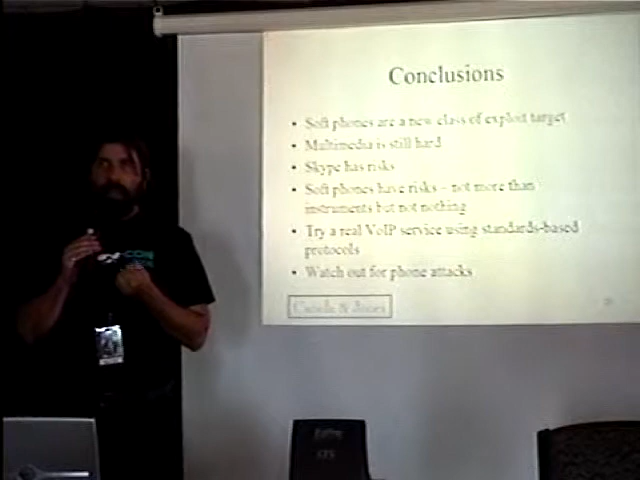 Conclusions
• Soft phones are a new class of exploit target
• Multimedia is still hard
• Skype has risks
• Soft phones have risks – not more than
instruments but not nothing
• Try a real VoIP service using standards-based
protocols
• Watch out for phone attacks